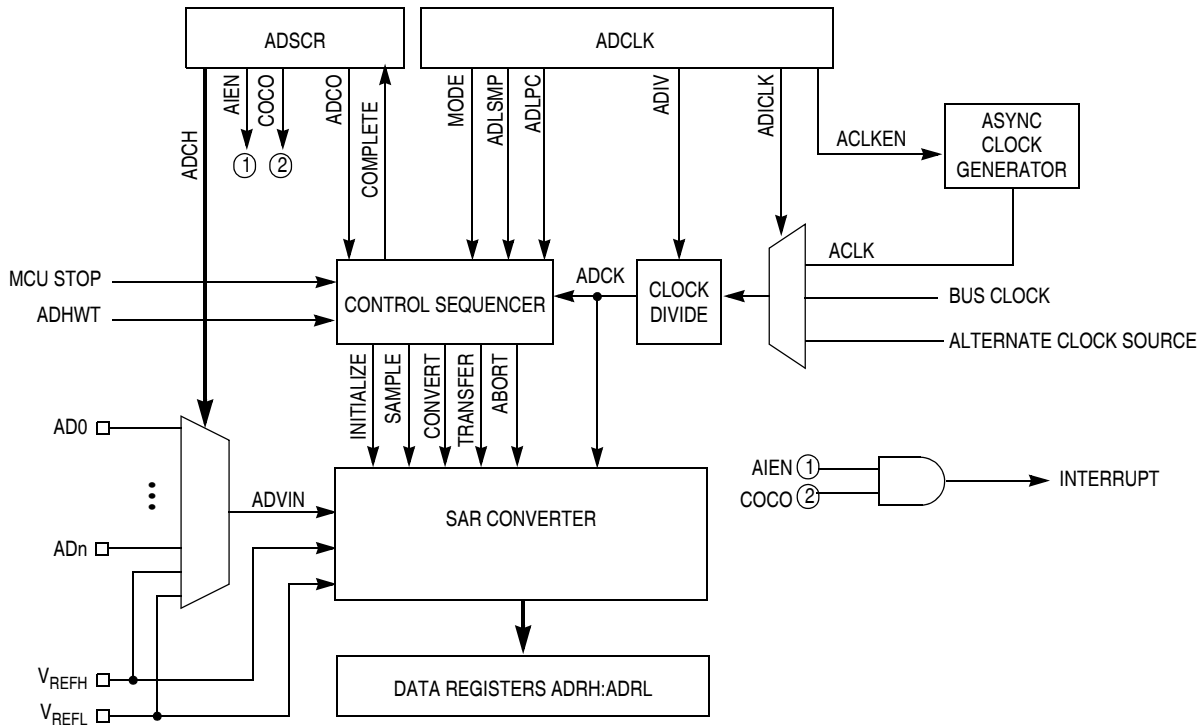 ADSCR
ADCLK
ADCH
AIEN
COCO
ADCO
COMPLETE
MODE
ADLSMP
ADLPC
ADIV
ADICLK
ACLKEN
ASYNC
CLOCK
GENERATOR
1
2
MCU STOP
ADHWT
CONTROL SEQUENCER
ADCK
CLOCK
DIVIDE
ACLK
BUS CLOCK
ALTERNATE CLOCK SOURCE
INITIALIZE
SAMPLE
CONVERT
TRANSFER
ABORT
AD0
•••
ADn
ADVIN
SAR CONVERTER
AIEN 1
COCO 2
INTERRUPT
VREFH
VREFL
DATA REGISTERS ADRH:ADRL